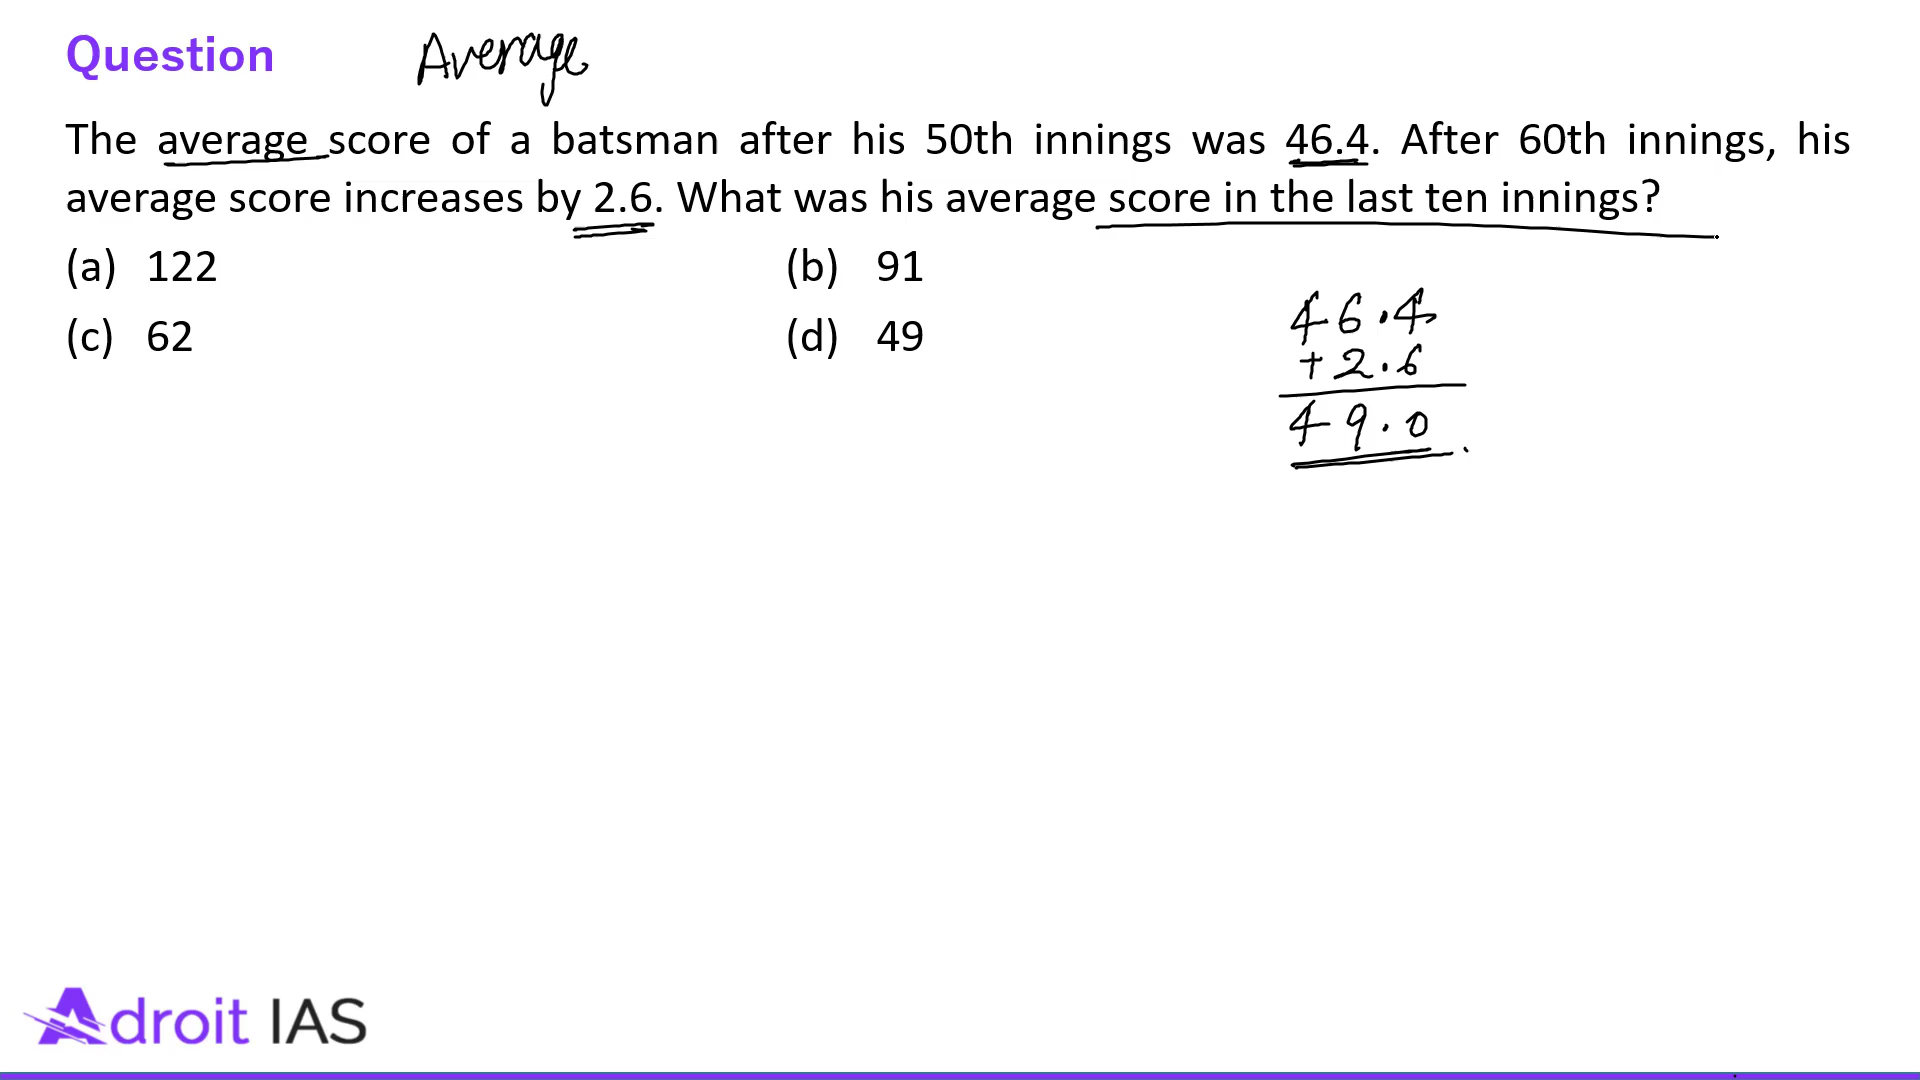 Question
Average
The average score of a batsman after his 50th innings was 46.4. After 60th innings, his
average score increases by 2.6. What was his average score in the last ten innings?
(a) 122
(b) 91
(c) 62
(d) 49
46.4
+2.6
49.0
Adroit IAS